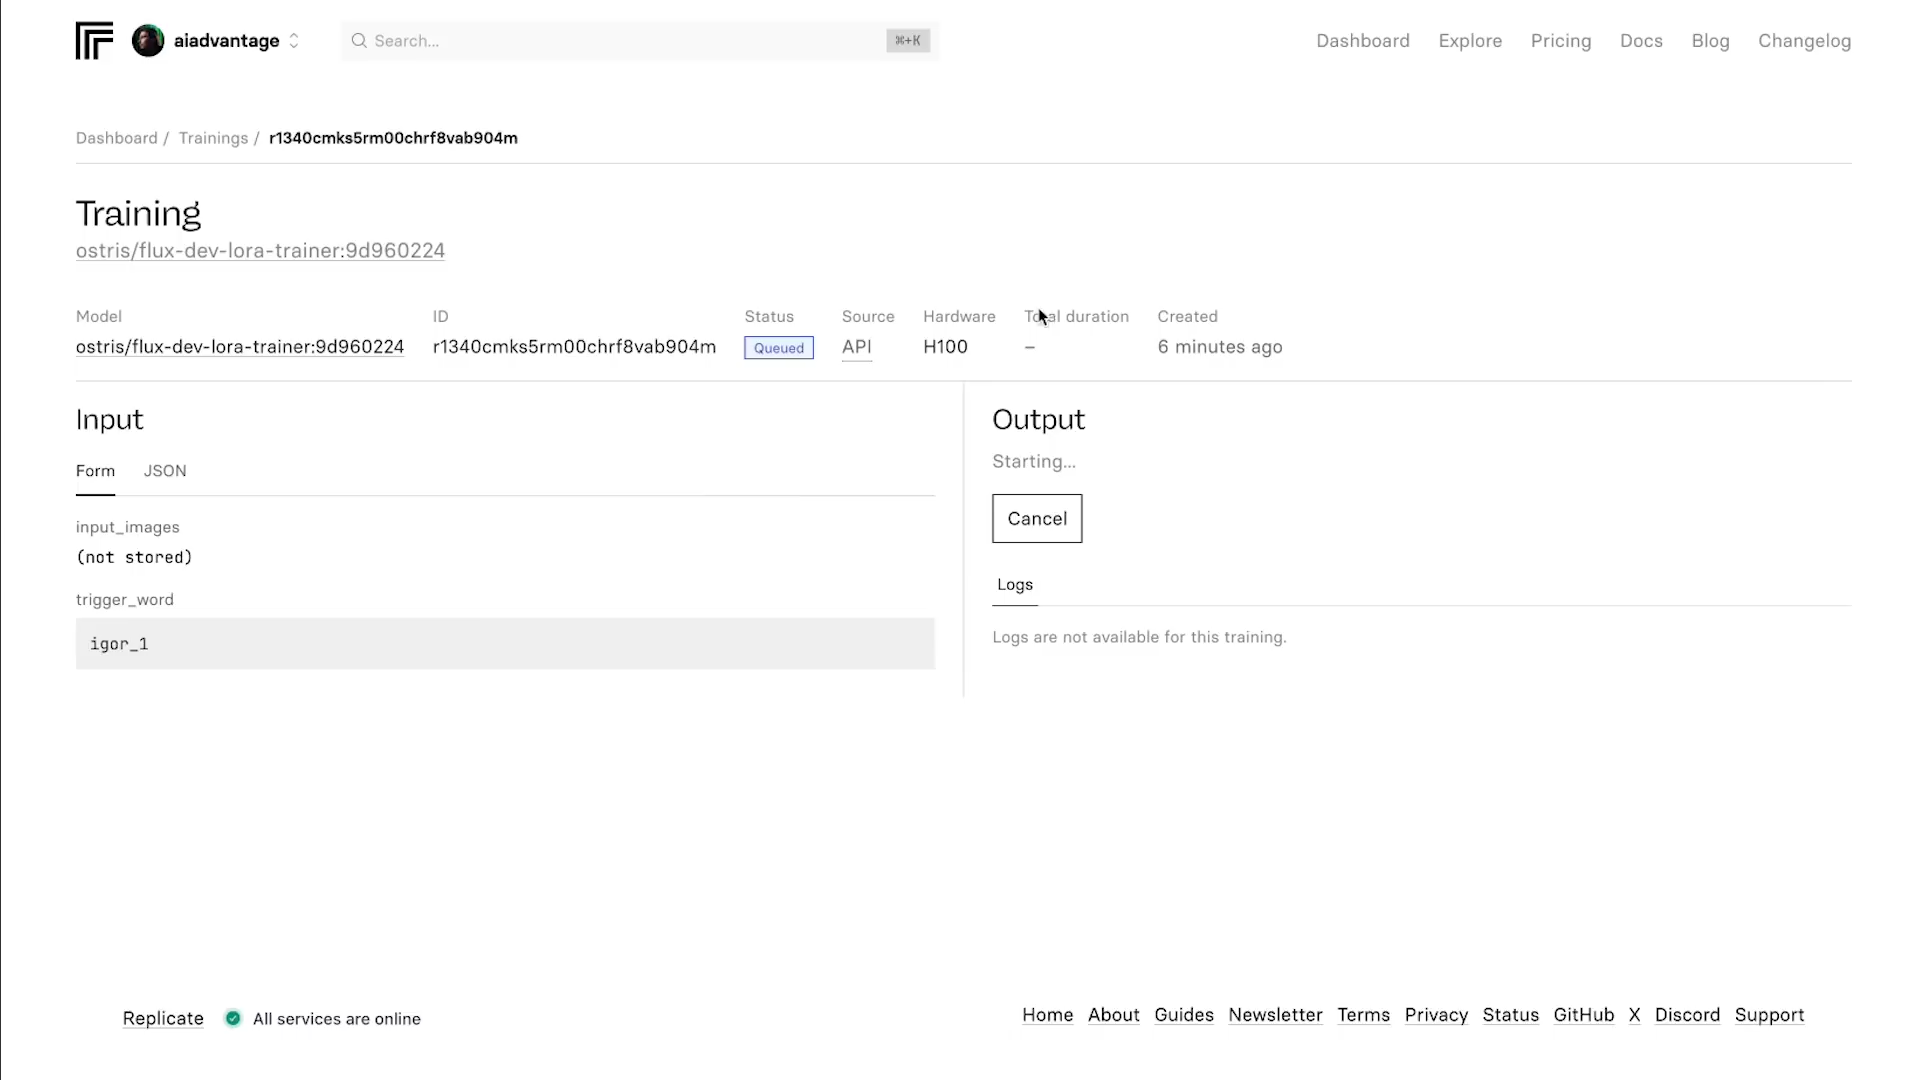 aiadvantage
Search...
⌘+K
Dashboard Explore Pricing Docs Blog Changelog
Dashboard / Trainings / r1340cmks5rm00chrf8vab904m
Training
ostris/flux-dev-lora-trainer:9d960224
Model ID Status Source Hardware Total duration Created
ostris/flux-dev-lora-trainer:9d960224 r1340cmks5rm00chrf8vab904m Queued API H100 – 6 minutes ago
Input
Form JSON
input_images
(not stored)
trigger_word
igor_1
Output
Starting...
Cancel
Logs
Logs are not available for this training.
Replicate All services are online
Home About Guides Newsletter Terms Privacy Status GitHub X Discord Support